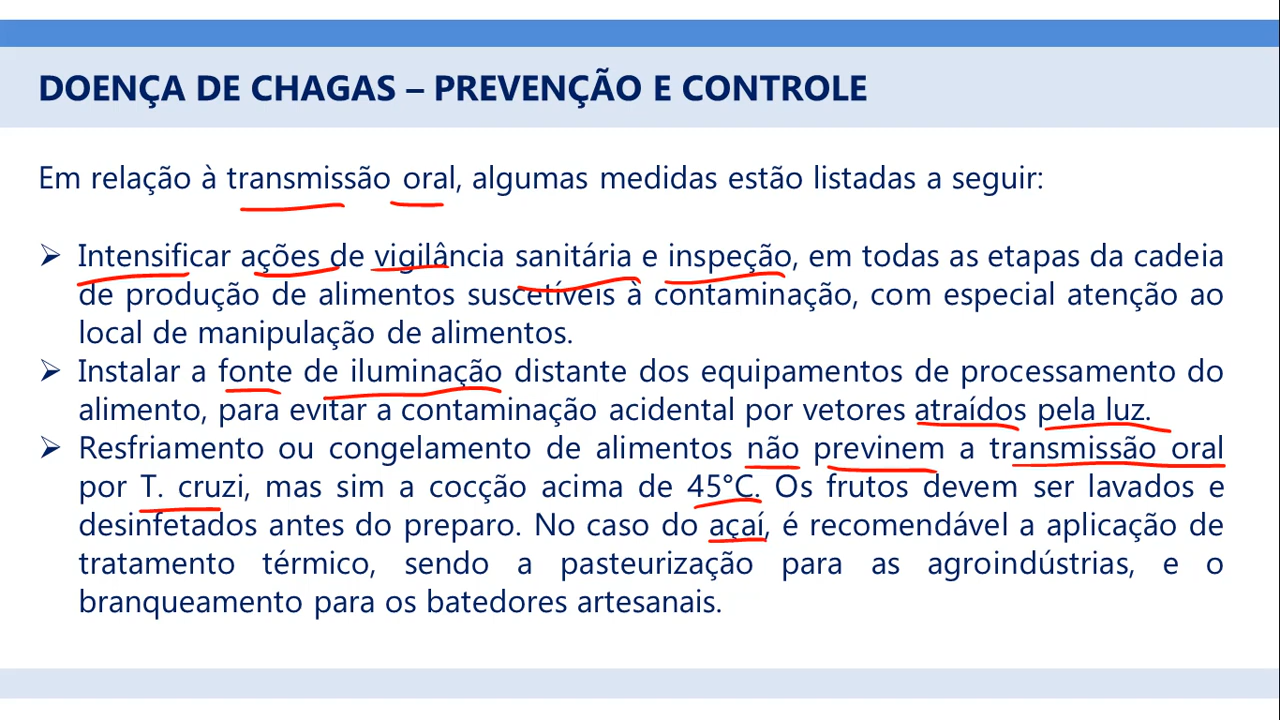 DOENÇA DE CHAGAS – PREVENÇÃO E CONTROLE
Em relação à transmissão oral, algumas medidas estão listadas a seguir:
➢ Intensificar ações de vigilância sanitária e inspeção, em todas as etapas da cadeia
de produção de alimentos suscetíveis à contaminação, com especial atenção ao
local de manipulação de alimentos.
➢ Instalar a fonte de iluminação distante dos equipamentos de processamento do
alimento, para evitar a contaminação acidental por vetores atraídos pela luz.
➢ Resfriamento ou congelamento de alimentos não previnem a transmissão oral
por T. cruzi, mas sim a cocção acima de 45°C. Os frutos devem ser lavados e
desinfetados antes do preparo. No caso do açaí, é recomendável a aplicação de
tratamento térmico, sendo a pasteurização para as agroindústrias, e o
branqueamento para os batedores artesanais.